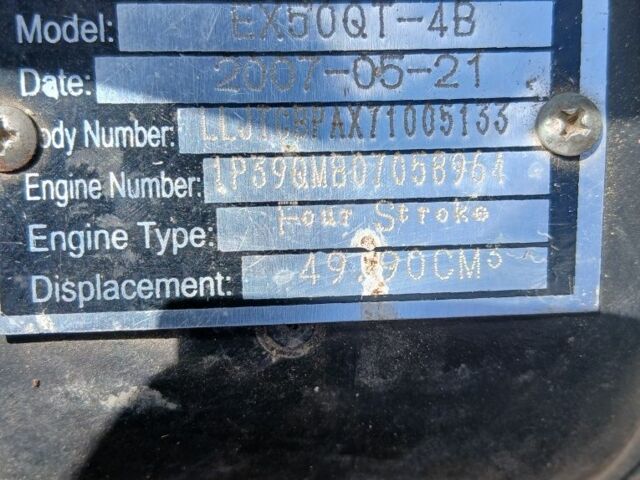 Model: EX50QT-4B
Date: 2007-05-21
Body Number: LLJTCBPAX71005133
Engine Number: 1P39QMB07058964
Engine Type: Four Stroke
Displacement: 49.90CM³